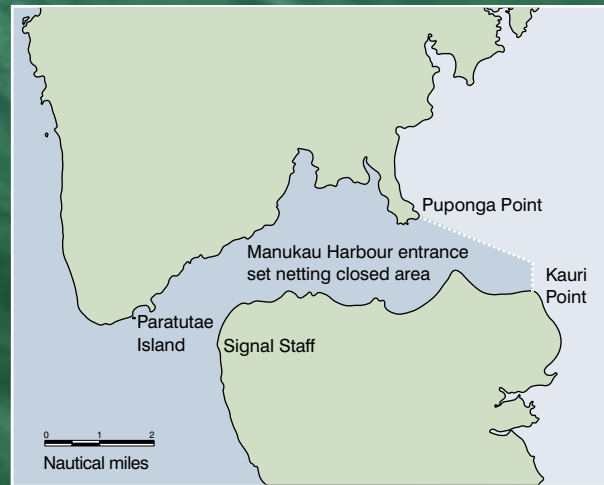 Puponga Point
Manukau Harbour entrance
set netting closed area
Kauri
Point
Paratutae
Island
Signal Staff
0 1 2
Nautical miles